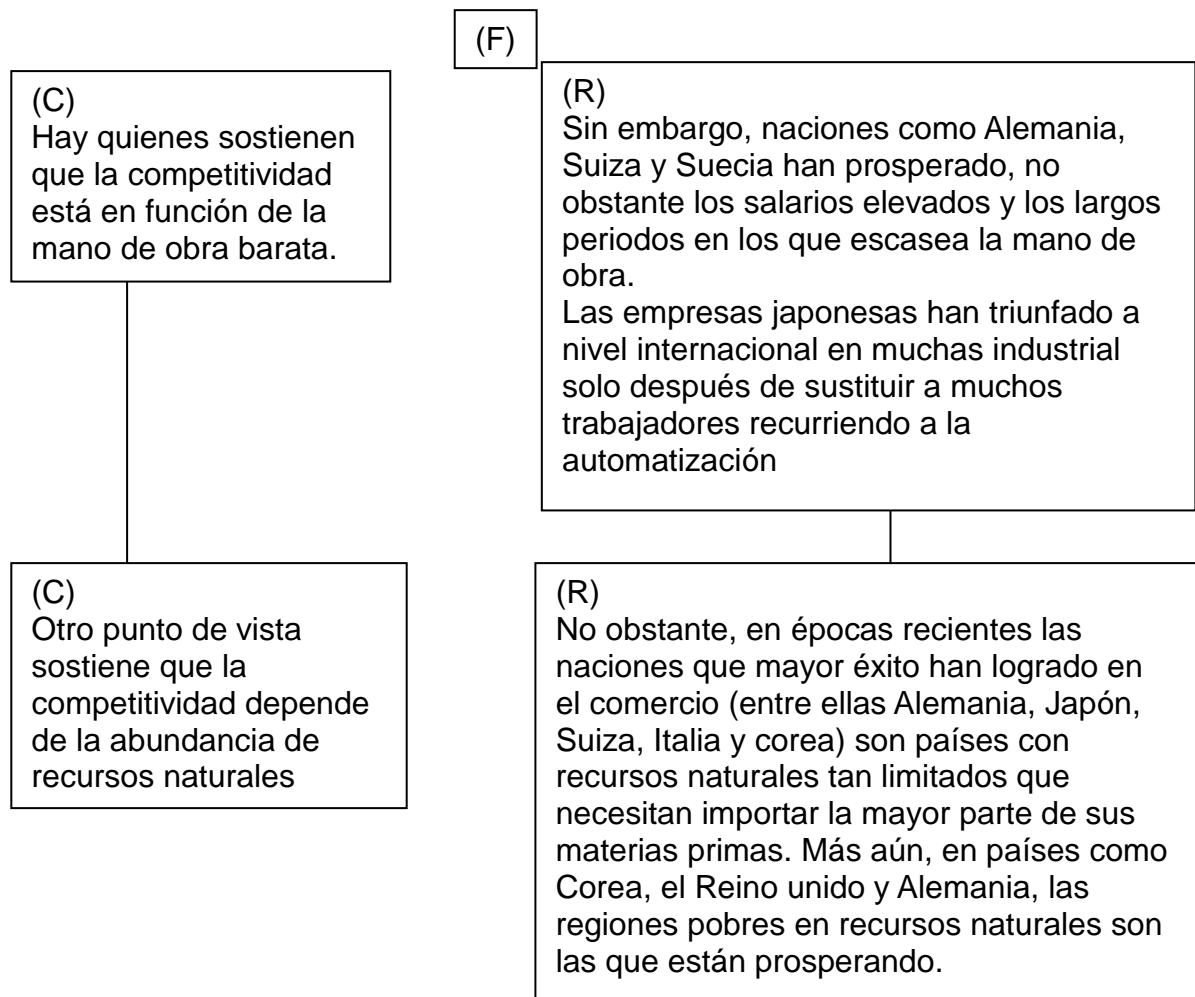 (F)
(C)
Hay quienes sostienen
que la competitividad
está en función de la
mano de obra barata.
(R)
Sin embargo, naciones como Alemania,
Suiza y Suecia han prosperado, no
obstante los salarios elevados y los largos
periodos en los que escasea la mano de
obra.
Las empresas japonesas han triunfado a
nivel internacional en muchas industrial
solo después de sustituir a muchos
trabajadores recurriendo a la
automatización
(C)
Otro punto de vista
sostiene que la
competitividad depende
de la abundancia de
recursos naturales
(R)
No obstante, en épocas recientes las
naciones que mayor éxito han logrado en
el comercio (entre ellas Alemania, Japón,
Suiza, Italia y corea) son países con
recursos naturales tan limitados que
necesitan importar la mayor parte de sus
materias primas. Más aún, en países como
Corea, el Reino unido y Alemania, las
regiones pobres en recursos naturales son
las que están prosperando.